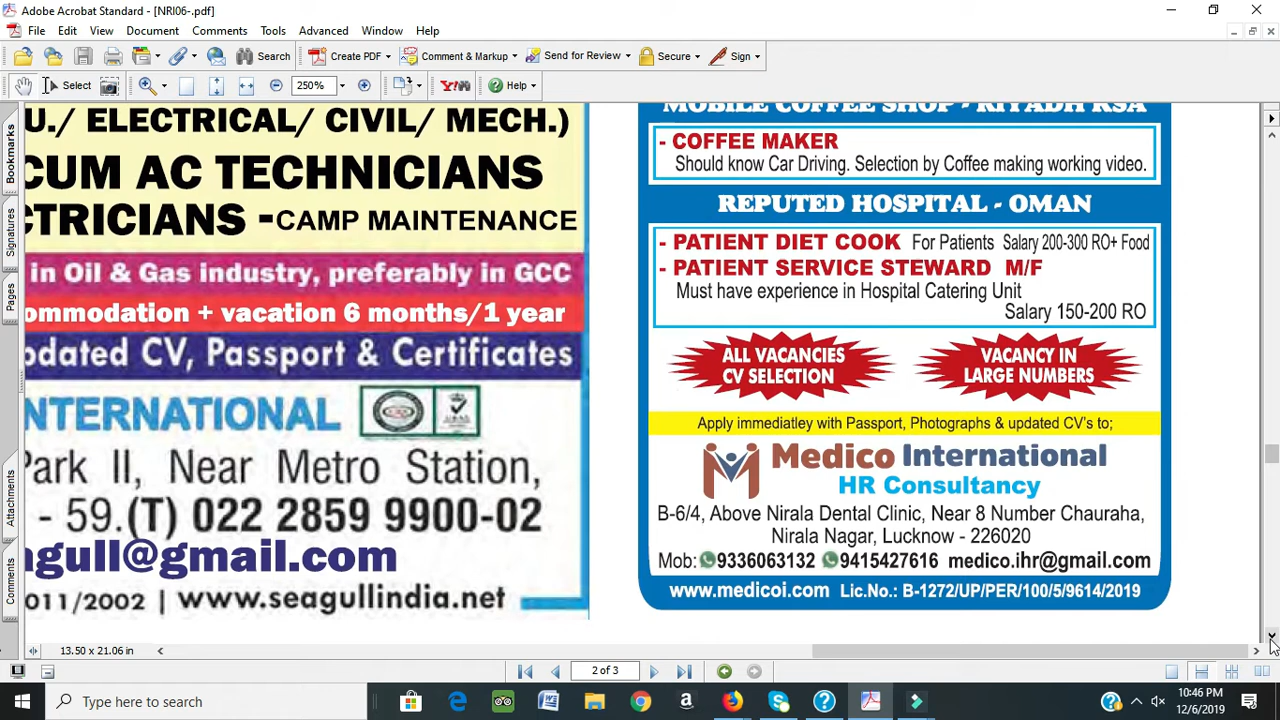 Adobe Acrobat Standard - [NRI06-.pdf]
File Edit View Document Comments Tools Advanced Window Help
Search Create PDF Comment & Markup Send for Review Secure Sign
Select 250% Y! Help
Bookmarks
Signatures
Pages
Attachments
Comments
U./ ELECTRICAL/ CIVIL/ MECH.)
CUM AC TECHNICIANS
CTRICIANS -CAMP MAINTENANCE
in Oil & Gas industry, preferably in GCC
ommodation + vacation 6 months/1 year
pdated CV, Passport & Certificates
NTERNATIONAL
Park II, Near Metro Station,
- 59.(T) 022 2859 9900-02
agull@gmail.com
011/2002 | www.seagullindia.net
MOBILE COFFEE SHOP - RIYADH KSA
- COFFEE MAKER
Should know Car Driving. Selection by Coffee making working video.
REPUTED HOSPITAL - OMAN
- PATIENT DIET COOK For Patients Salary 200-300 RO+ Food
- PATIENT SERVICE STEWARD M/F
Must have experience in Hospital Catering Unit
Salary 150-200 RO
ALL VACANCIES
CV SELECTION
VACANCY IN
LARGE NUMBERS
Apply immediatley with Passport, Photographs & updated CV's to;
Medico International
HR Consultancy
B-6/4, Above Nirala Dental Clinic, Near 8 Number Chauraha,
Nirala Nagar, Lucknow - 226020
Mob: 9336063132 9415427616 medico.ihr@gmail.com
www.medicoi.com Lic.No.: B-1272/UP/PER/100/5/9614/2019
13.50 x 21.06 in
2 of 3
Type here to search
10:46 PM
12/6/2019